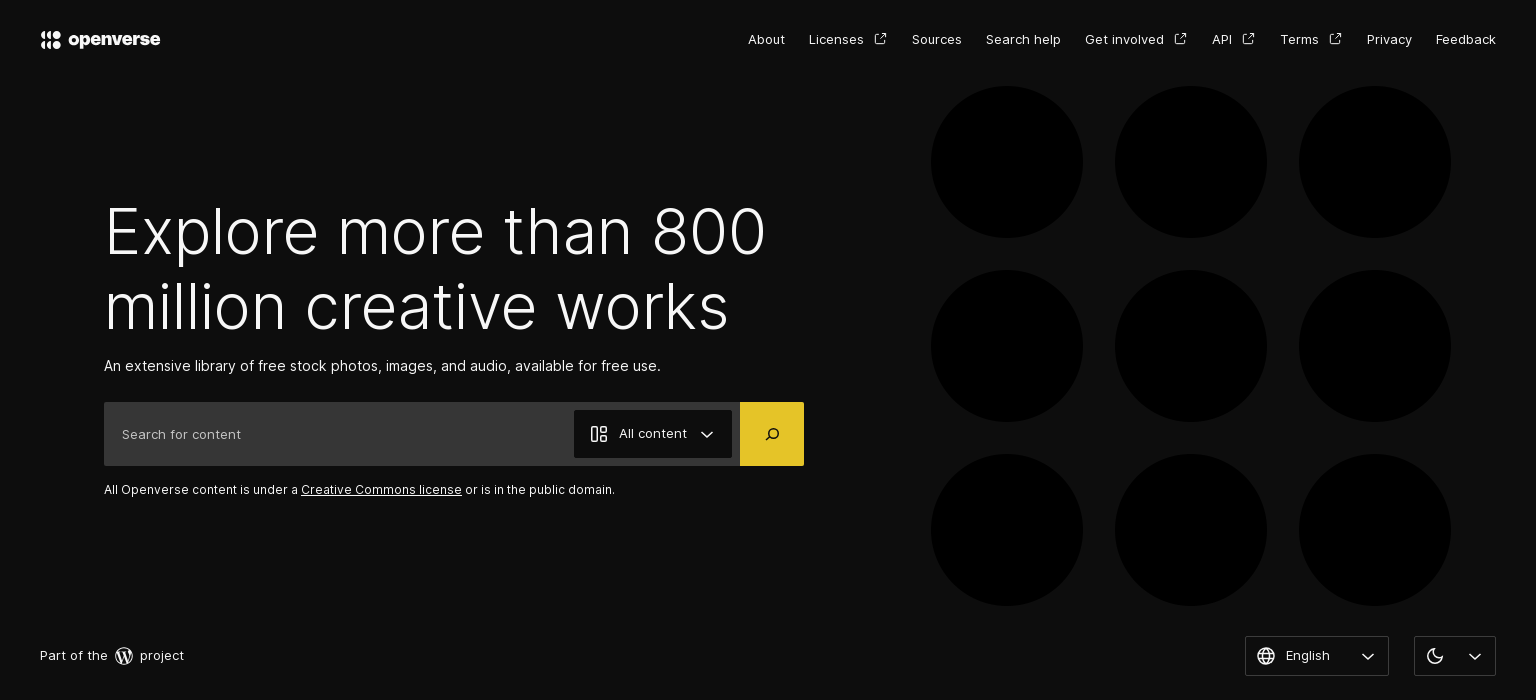 openverse
About Licenses Sources Search help Get involved API Terms Privacy Feedback
Explore more than 800
million creative works
An extensive library of free stock photos, images, and audio, available for free use.
Search for content All content
All Openverse content is under a Creative Commons license or is in the public domain.
Part of the project
English